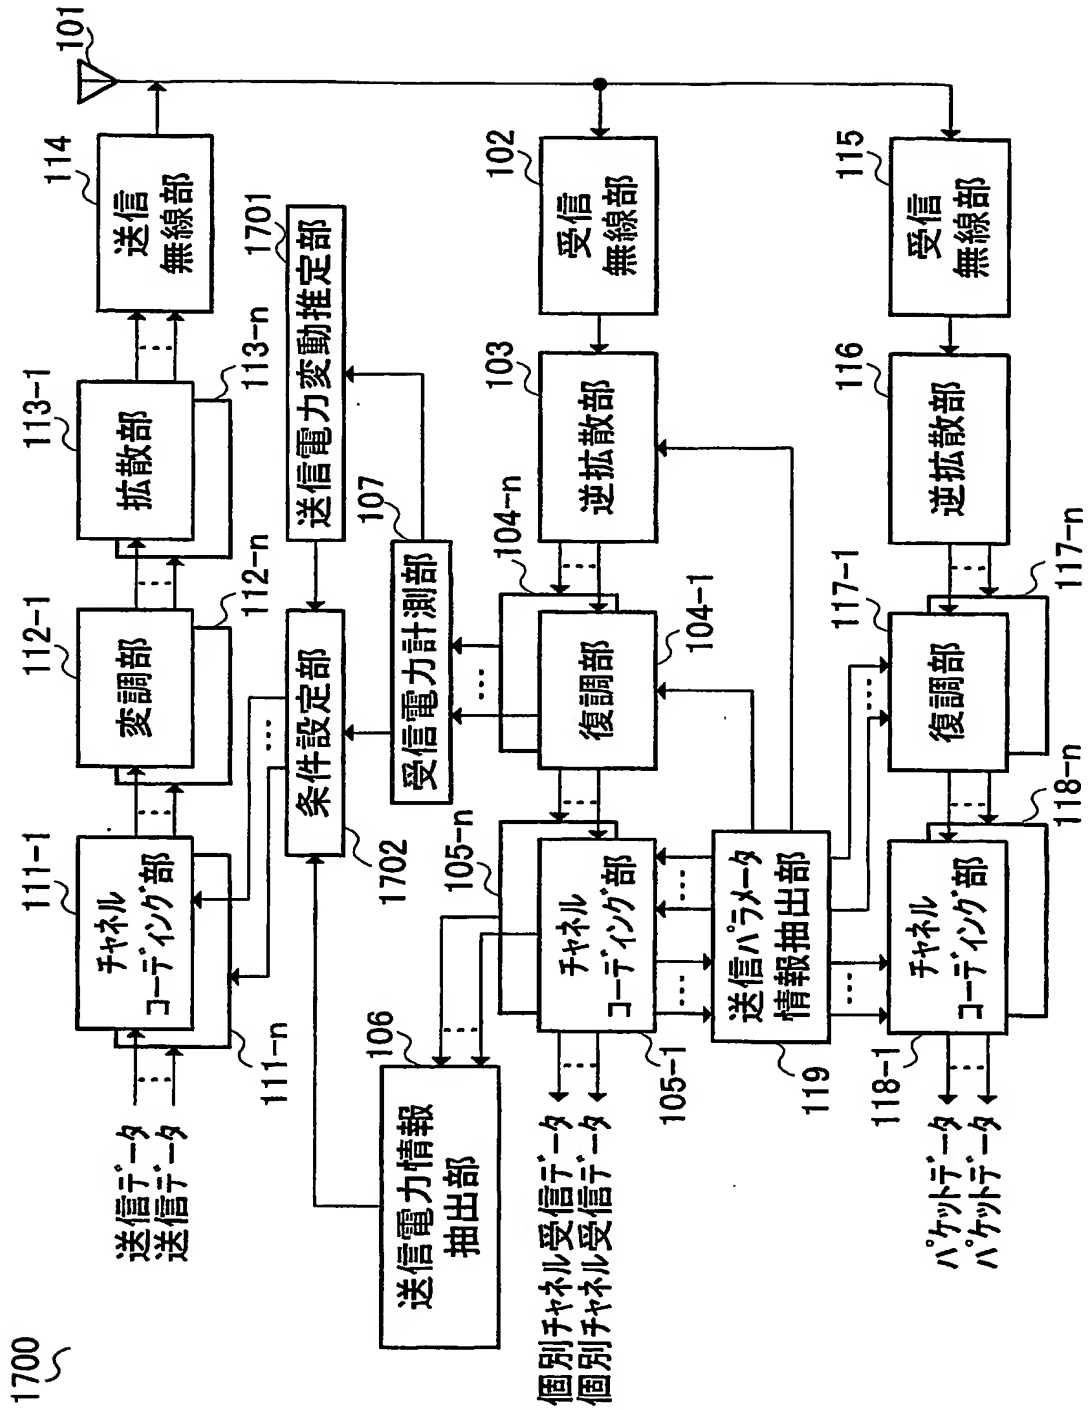 1700
101
送信データ
送信データ
111-1
チャネル
コーディング部
111-n
112-1
変調部
112-n
113-1
拡散部
113-n
114
送信
無線部
106
送信電力情報
抽出部
1702
条件設定部
1701
送信電力変動推定部
107
受信電力計測部
個別チャネル受信データ
個別チャネル受信データ
105-n
チャネル
コーディング部
105-1
104-n
復調部
104-1
103
逆拡散部
102
受信
無線部
送信パラメータ
情報抽出部
119
パケットデータ
パケットデータ
118-1
チャネル
コーディング部
118-n
117-1
復調部
117-n
116
逆拡散部
115
受信
無線部